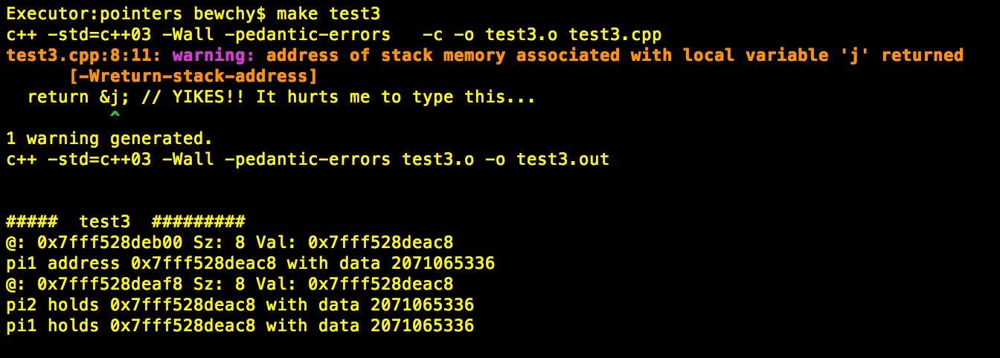 Executor:pointers bewchy$ make test3
c++ -std=c++03 -Wall -pedantic-errors   -c -o test3.o test3.cpp
test3.cpp:8:11: warning: address of stack memory associated with local variable 'j' returned
      [-Wreturn-stack-address]
  return &j; // YIKES!! It hurts me to type this...
          ^
1 warning generated.
c++ -std=c++03 -Wall -pedantic-errors test3.o -o test3.out
#####  test3  #########
@: 0x7fff528deb00 Sz: 8 Val: 0x7fff528deac8
pi1 address 0x7fff528deac8 with data 2071065336
@: 0x7fff528deaf8 Sz: 8 Val: 0x7fff528deac8
pi2 holds 0x7fff528deac8 with data 2071065336
pi1 holds 0x7fff528deac8 with data 2071065336